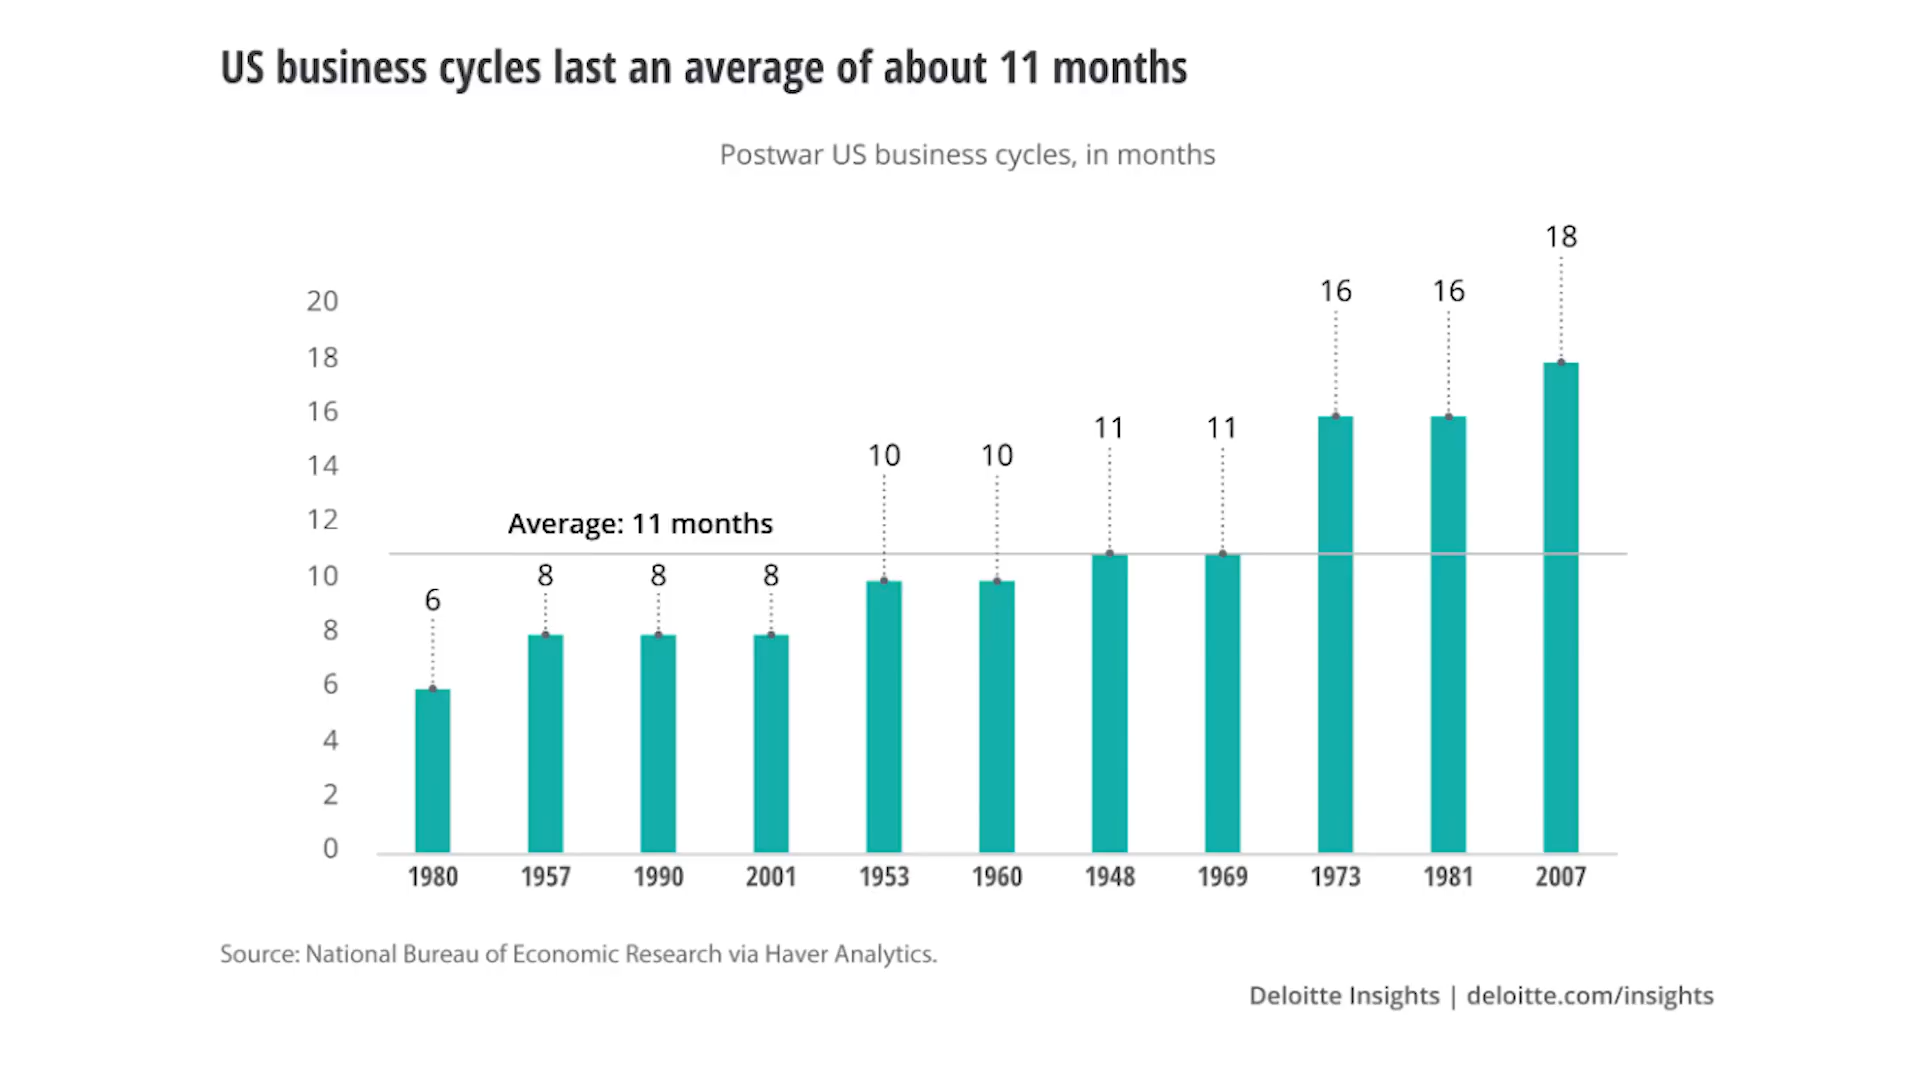 US business cycles last an average of about 11 months
Postwar US business cycles, in months
18
16 16
20
18
16
11 11
14
10 10
12
Average: 11 months
10
8 8 8
6
8
6
4
2
0
1980 1957 1990 2001 1953 1960 1948 1969 1973 1981 2007
Source: National Bureau of Economic Research via Haver Analytics.
Deloitte Insights | deloitte.com/insights